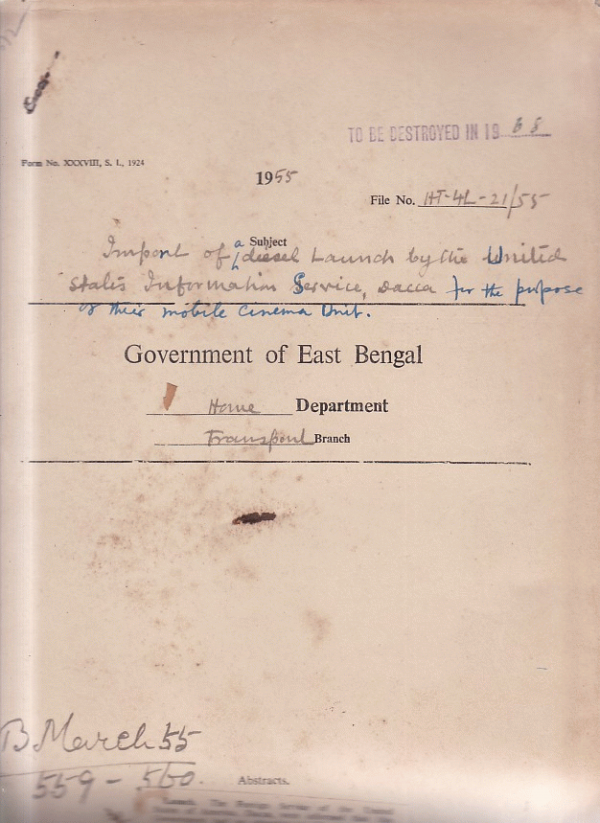 TO BE DESTROYED IN 1968
Form No. XXXVIII, S. I., 1924
1955
File No. HT-4L-21/55
Subject
Import of a diesel Launch by the United
States Information Service, Dacca for the purpose
of their mobile Cinema Unit.
Government of East Bengal
Home Department
Transport Branch
B March 55
559 - 560.
Abstracts.